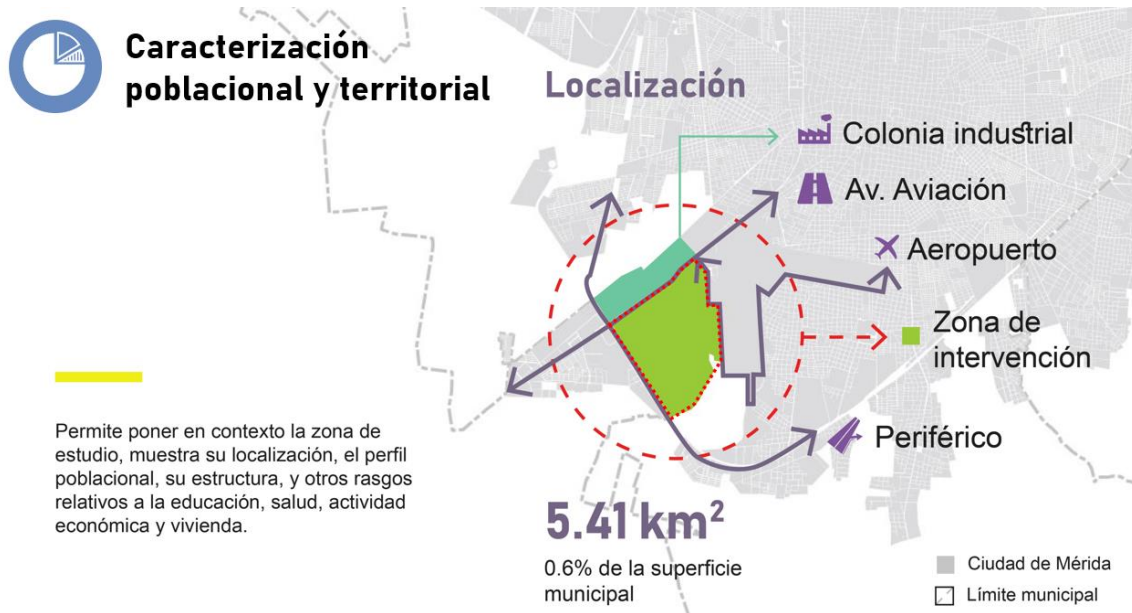 Caracterización
poblacional y territorial
Permite poner en contexto la zona de
estudio, muestra su localización, el perfil
poblacional, su estructura, y otros rasgos
relativos a la educación, salud, actividad
económica y vivienda.
Localización
Colonia industrial
Av. Aviación
Aeropuerto
Zona de
intervención
Periférico
5.41 km²
0.6% de la superficie
municipal
Ciudad de Mérida
Límite municipal